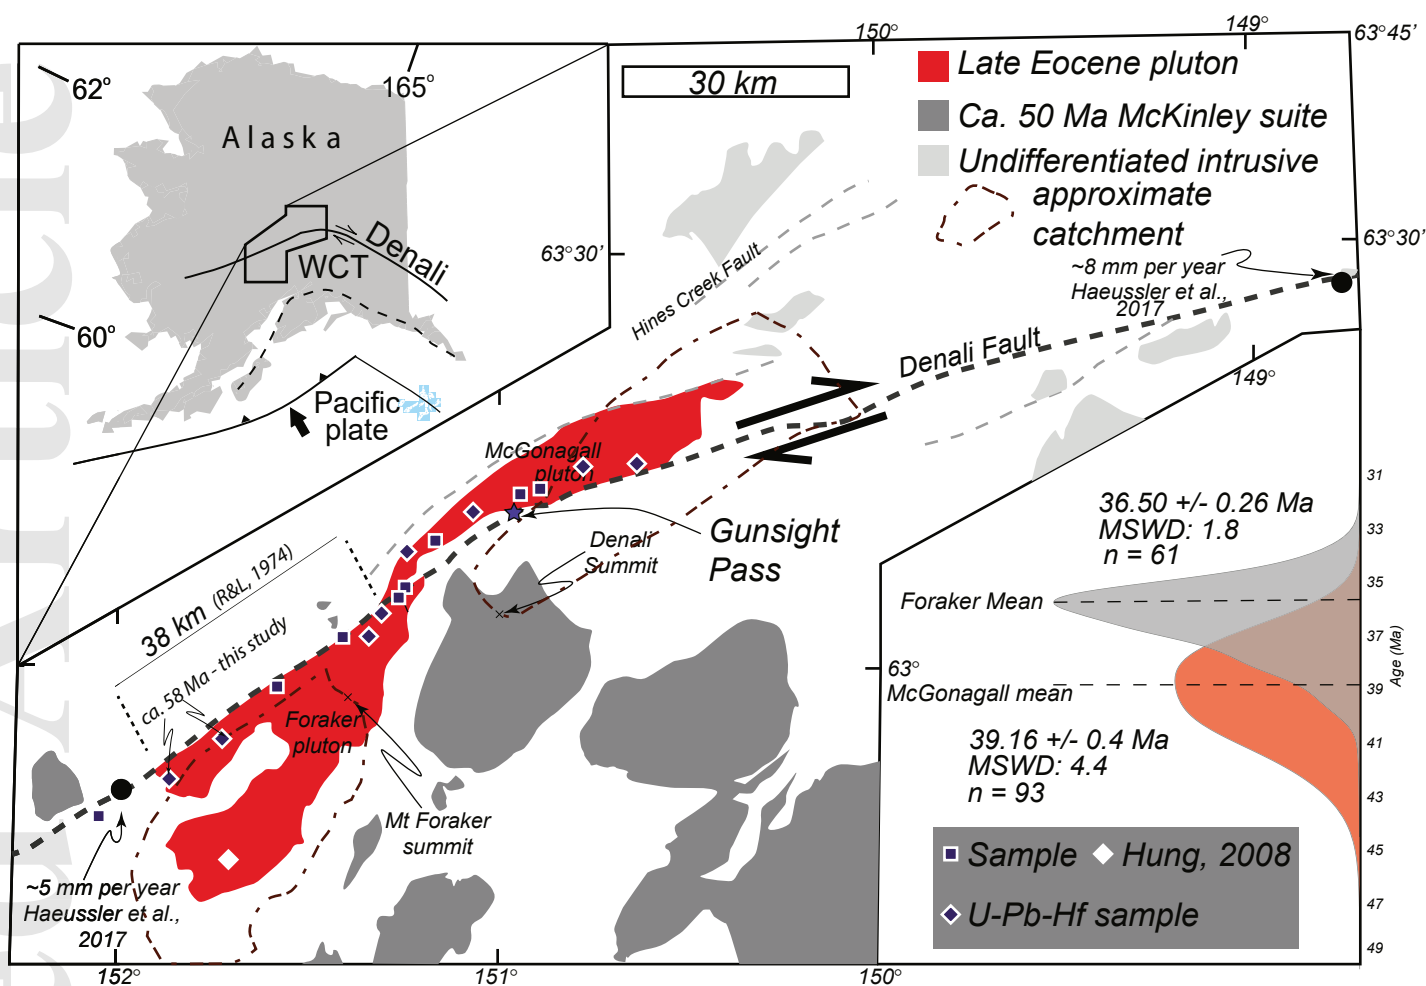 62°
165°
Alaska
Denali
WCT
60°
Pacific
plate
30 km
150°
149°
63°45'
Late Eocene pluton
Ca. 50 Ma McKinley suite
Undifferentiated intrusive
approximate
catchment
63°30'
63°30'
~8 mm per year
Haeussler et al.,
2017
Hines Creek Fault
Denali Fault
149°
McGonagall
pluton
Gunsight
Pass
Denali
Summit
38 km (R&L, 1974)
ca. 58 Ma - this study
Foraker
pluton
Mt Foraker
summit
~5 mm per year
Haeussler et al.,
2017
36.50 +/- 0.26 Ma
MSWD: 1.8
n = 61
Foraker Mean
63°
McGonagall mean
39.16 +/- 0.4 Ma
MSWD: 4.4
n = 93
31
33
35
37
39
41
43
45
47
49
Age (Ma)
Sample
Hung, 2008
U-Pb-Hf sample
152°
151°
150°